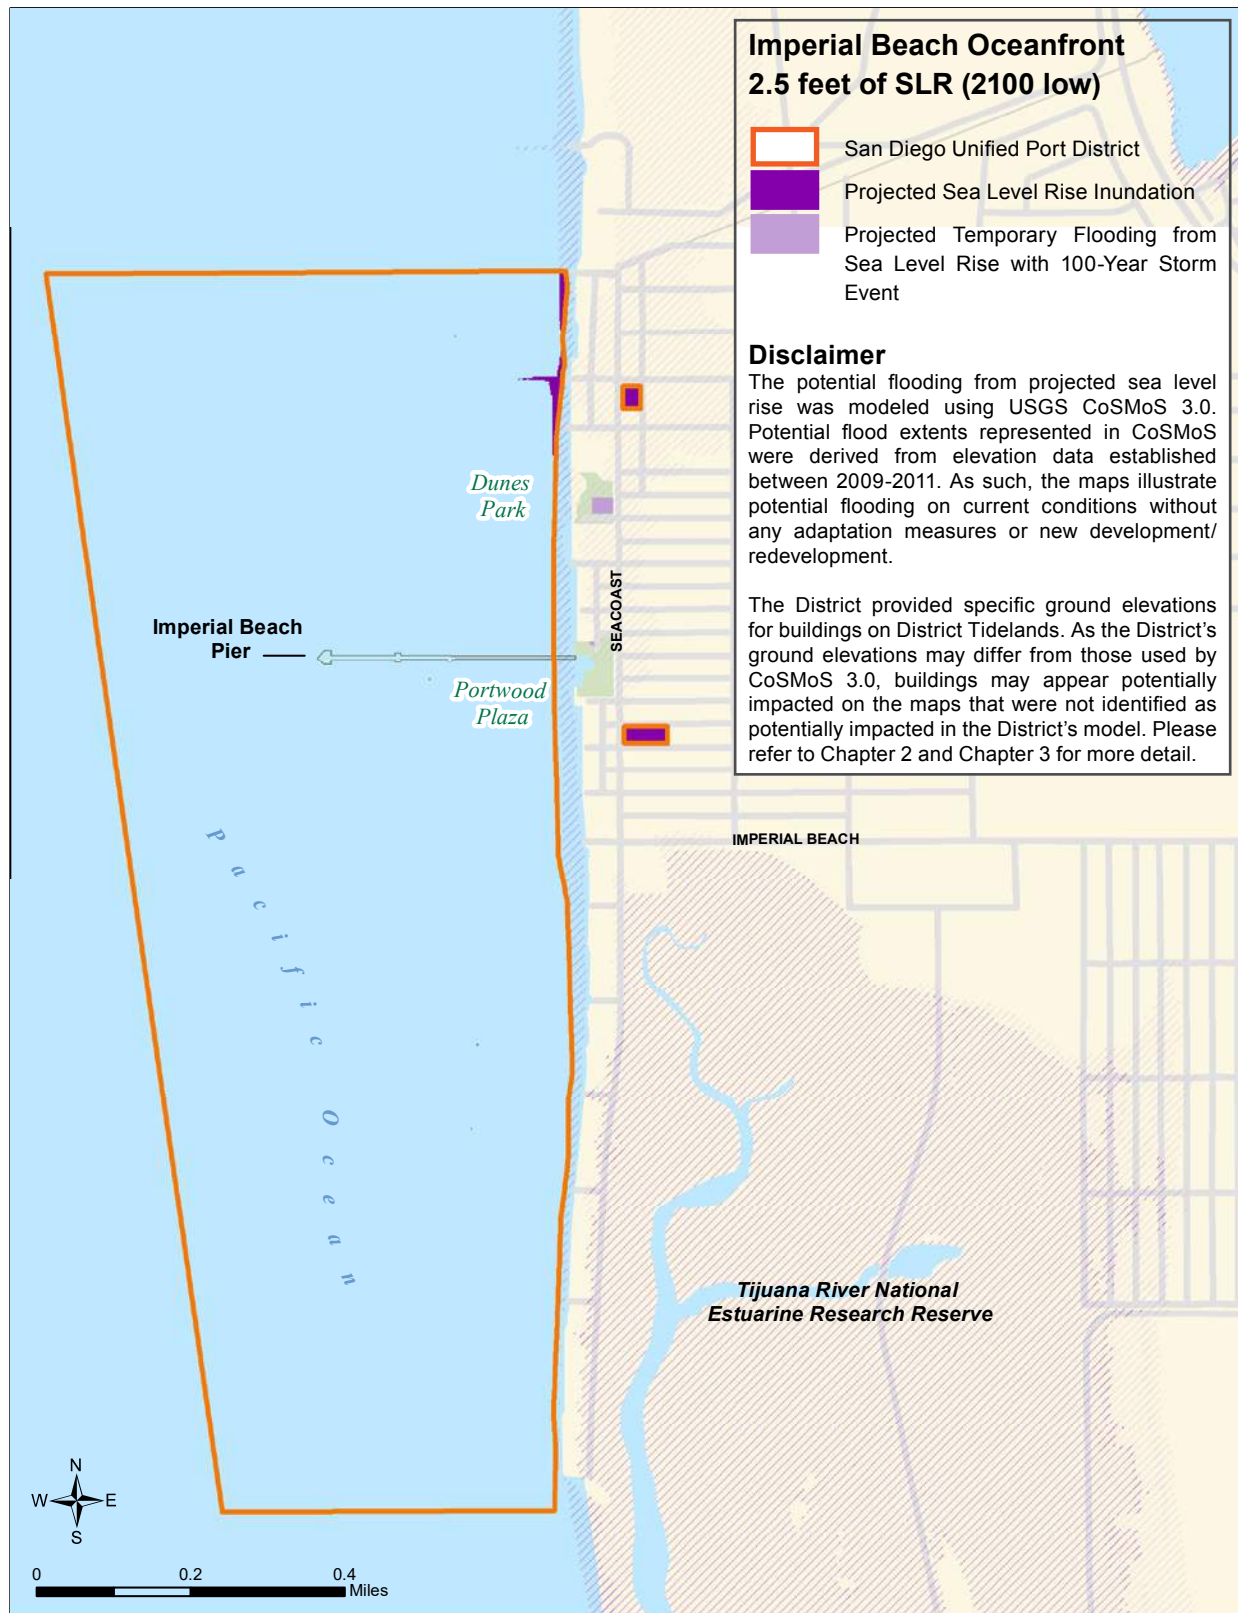 Imperial Beach Oceanfront
2.5 feet of SLR (2100 low)
San Diego Unified Port District
Projected Sea Level Rise Inundation
Projected Temporary Flooding from
Sea Level Rise with 100-Year Storm
Event
Disclaimer
The potential flooding from projected sea level
rise was modeled using USGS CoSMoS 3.0.
Potential flood extents represented in CoSMoS
were derived from elevation data established
between 2009-2011. As such, the maps illustrate
potential flooding on current conditions without
any adaptation measures or new development/
redevelopment.
The District provided specific ground elevations
for buildings on District Tidelands. As the District's
ground elevations may differ from those used by
CoSMoS 3.0, buildings may appear potentially
impacted on the maps that were not identified as
potentially impacted in the District's model. Please
refer to Chapter 2 and Chapter 3 for more detail.
Dunes
Park
SEACOAST
Imperial Beach
Pier
Portwood
Plaza
IMPERIAL BEACH
Pacific Ocean
Tijuana River National
Estuarine Research Reserve
N
W E
S
0 0.2 0.4
Miles